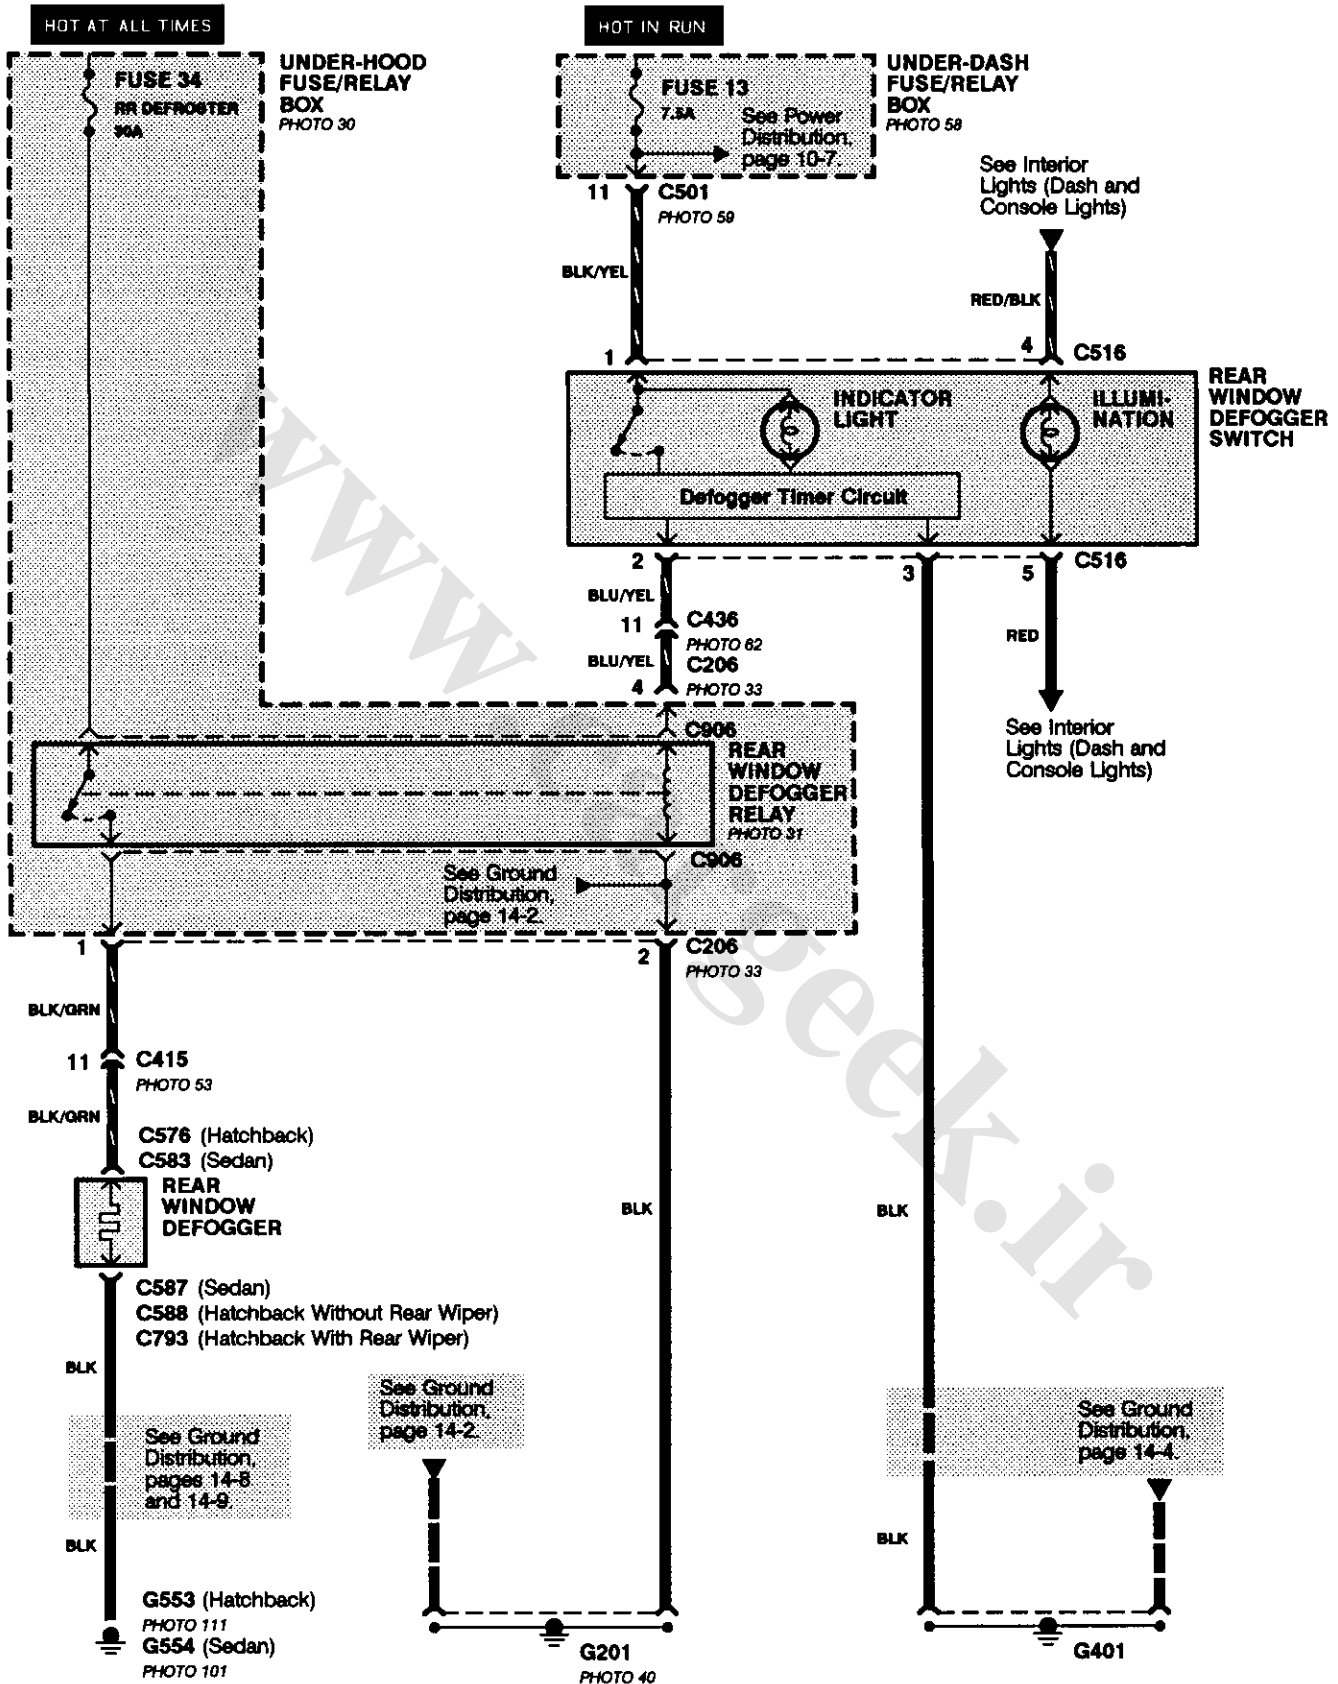 HOT AT ALL TIMES
HOT IN RUN
FUSE 34
RR DEFROSTER
30A
UNDER-HOOD
FUSE/RELAY
BOX
PHOTO 30
FUSE 13
7.5A
See Power
Distribution,
page 10-7.
UNDER-DASH
FUSE/RELAY
BOX
PHOTO 58
11 C501
PHOTO 59
See Interior
Lights (Dash and
Console Lights)
BLK/YEL
RED/BLK
1
4 C516
INDICATOR
LIGHT
ILLUMI-
NATION
REAR
WINDOW
DEFOGGER
SWITCH
Defogger Timer Circuit
2
3
5 C516
BLU/YEL
11 C436
PHOTO 62
BLU/YEL
C206
4 PHOTO 33
RED
See Interior
Lights (Dash and
Console Lights)
C906
REAR
WINDOW
DEFOGGER
RELAY
PHOTO 31
C906
See Ground
Distribution,
page 14-2.
1
2 C206
PHOTO 33
BLK/GRN
11 C415
PHOTO 53
BLK/GRN
C576 (Hatchback)
C583 (Sedan)
REAR
WINDOW
DEFOGGER
BLK
BLK
C587 (Sedan)
C588 (Hatchback Without Rear Wiper)
C793 (Hatchback With Rear Wiper)
BLK
See Ground
Distribution,
pages 14-8
and 14-9.
See Ground
Distribution,
page 14-2.
See Ground
Distribution,
page 14-4.
BLK
BLK
G553 (Hatchback)
PHOTO 111
G554 (Sedan)
PHOTO 101
G201
PHOTO 40
G401
www.cargeek.ir